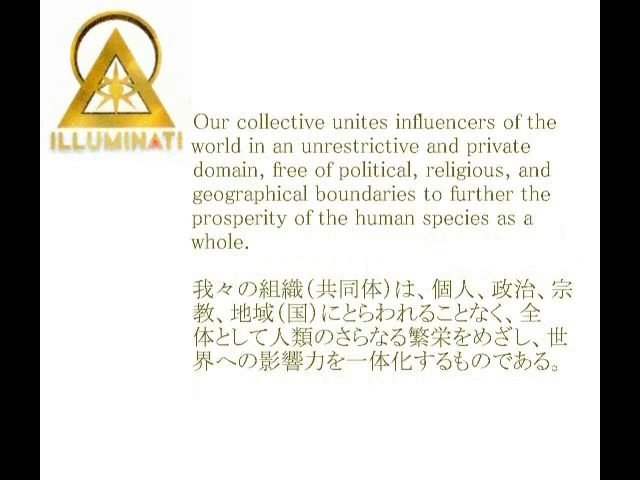 ILLUMINATI
Our collective unites influencers of the
world in an unrestrictive and private
domain, free of political, religious, and
geographical boundaries to further the
prosperity of the human species as a
whole.
我々の組織(共同体)は、個人、政治、宗
教、地域(国)にとらわれることなく、全
体として人類のさらなる繁栄をめざし、世
界への影響力を一体化するものである。